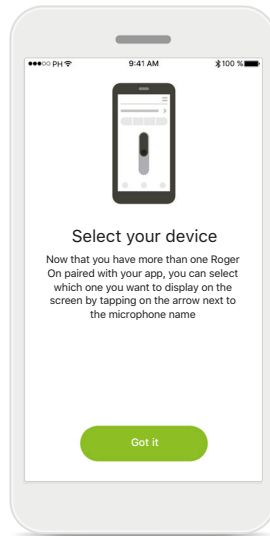 ●●●○○ PH 9:41 AM 100 %
Select your device
Now that you have more than one Roger
On paired with your app, you can select
which one you want to display on the
screen by tapping on the arrow next to
the microphone name
Got it